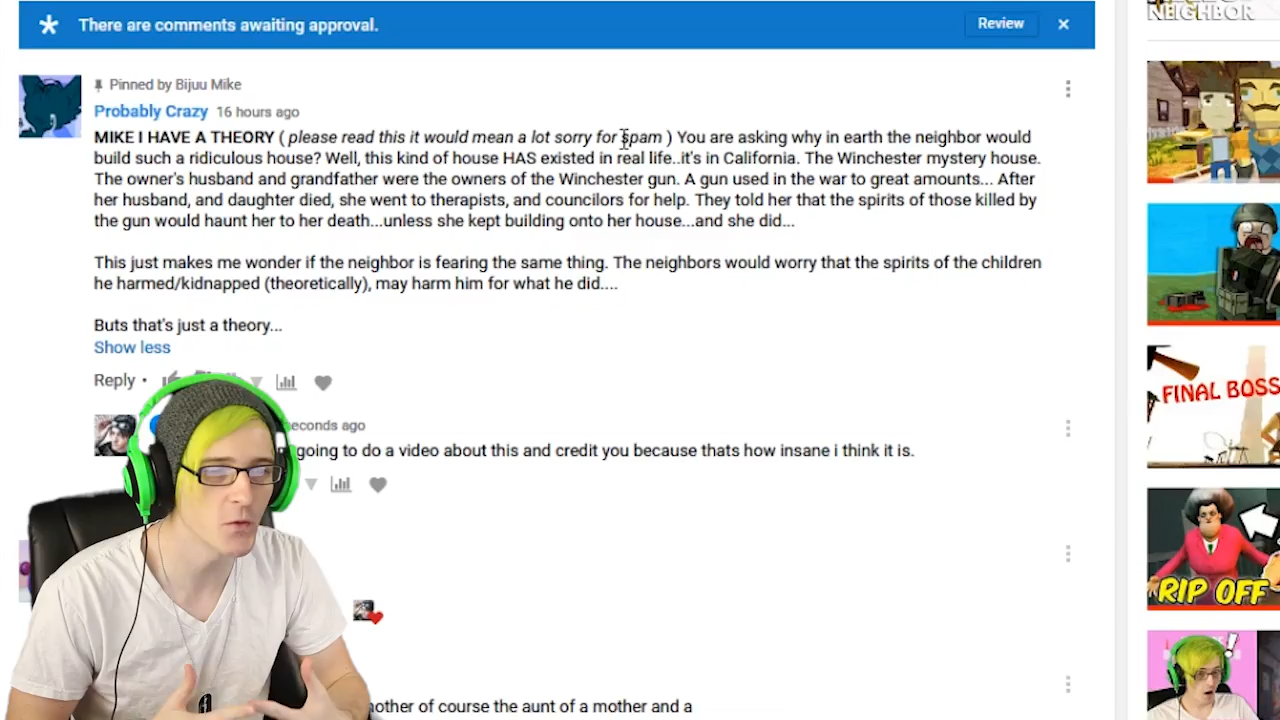 There are comments awaiting approval.
Review
NEIGHBOR
Pinned by Bijuu Mike
Probably Crazy 16 hours ago
MIKE I HAVE A THEORY ( please read this it would mean a lot sorry for spam ) You are asking why in earth the neighbor would
build such a ridiculous house? Well, this kind of house HAS existed in real life..it's in California. The Winchester mystery house.
The owner's husband and grandfather were the owners of the Winchester gun. A gun used in the war to great amounts... After
her husband, and daughter died, she went to therapists, and councilors for help. They told her that the spirits of those killed by
the gun would haunt her to her death...unless she kept building onto her house...and she did...
This just makes me wonder if the neighbor is fearing the same thing. The neighbors would worry that the spirits of the children
he harmed/kidnapped (theoretically), may harm him for what he did....
Buts that's just a theory...
Show less
Reply
seconds ago
going to do a video about this and credit you because thats how insane i think it is.
FINAL BOSS
RIP OFF
mother of course the aunt of a mother and a